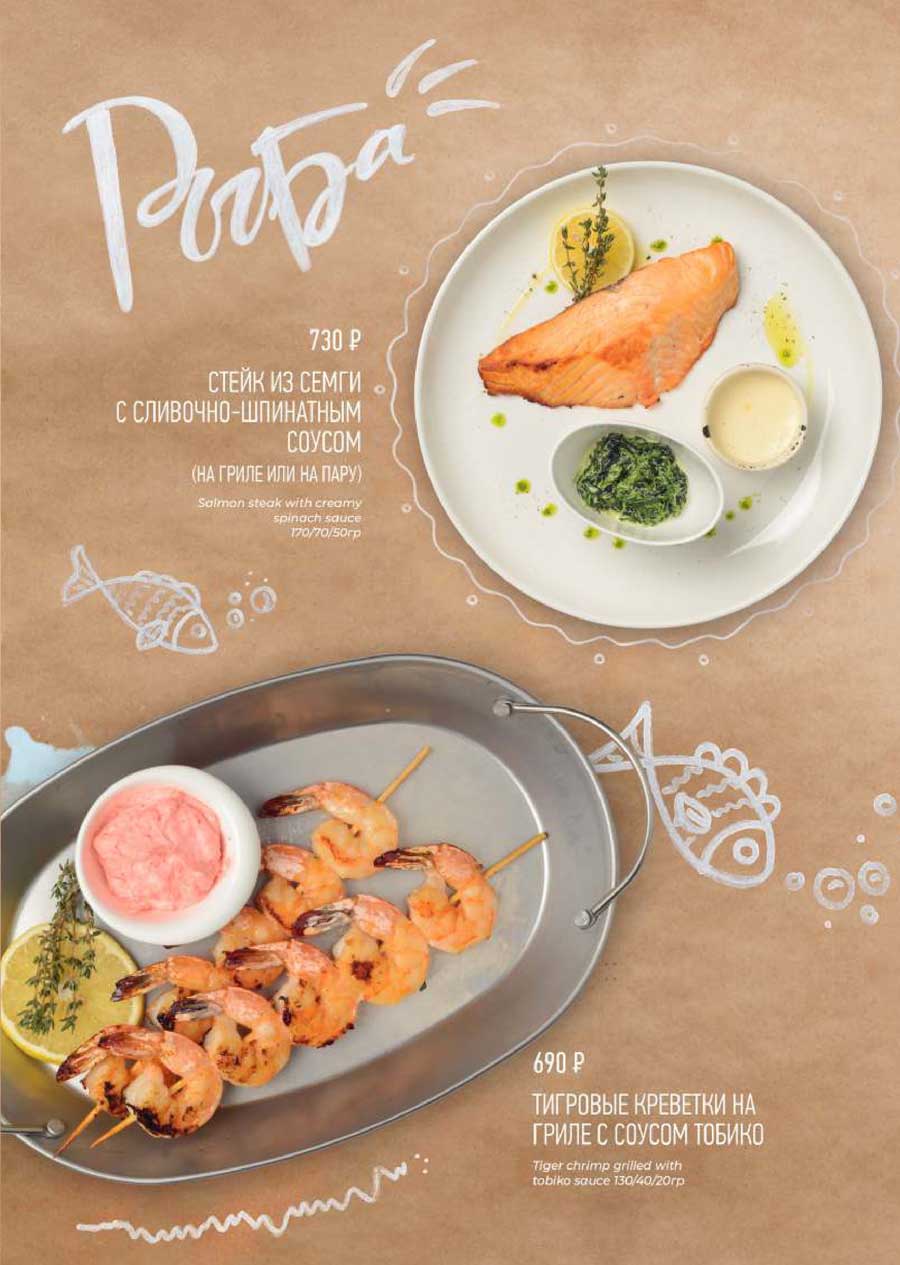 Рыба
730 ₽
СТЕЙК ИЗ СЕМГИ
С СЛИВОЧНО-ШПИНАТНЫМ
СОУСОМ
(НА ГРИЛЕ ИЛИ НА ПАРУ)
Salmon steak with creamy
spinach sauce
170/70/50гр
690 ₽
ТИГРОВЫЕ КРЕВЕТКИ НА
ГРИЛЕ С СОУСОМ ТОБИКО
Tiger chrimp grilled with
tobiko sauce 130/40/20гр